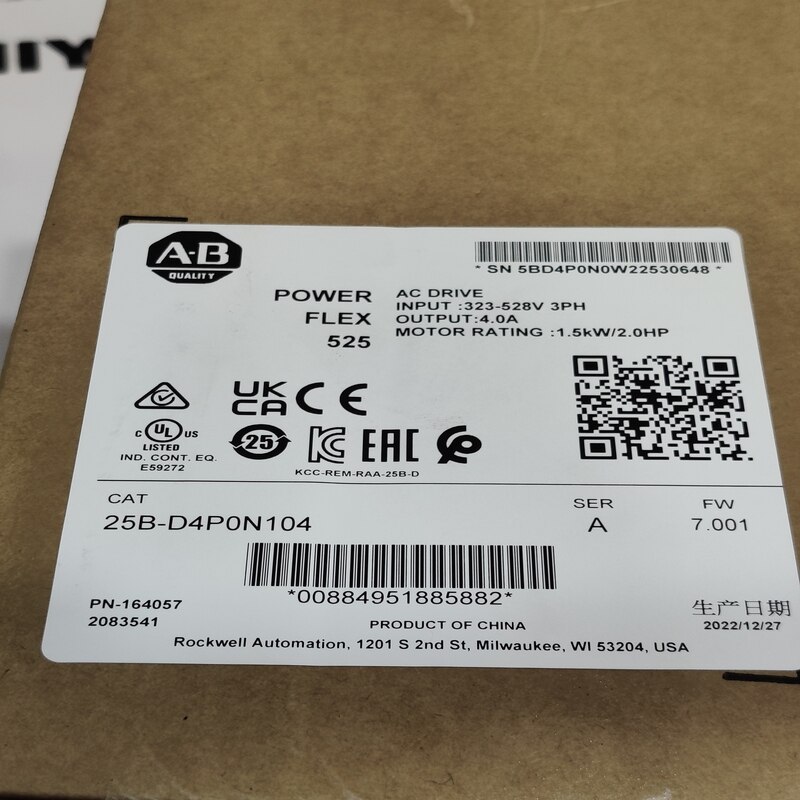 A-B
QUALITY
* SN 5BD4P0N0W22530648 *
POWER
FLEX
525
AC DRIVE
INPUT :323-528V 3PH
OUTPUT:4.0A
MOTOR RATING :1.5kW/2.0HP
UK
CA
CE
C UL US
LISTED
IND. CONT. EQ.
E59272
25
KC
EAC
KCC-REM-RAA-25B-D
CAT
25B-D4P0N104
SER
A
FW
7.001
*00884951885882*
PN-164057
2083541
PRODUCT OF CHINA
生产日期
2022/12/27
Rockwell Automation, 1201 S 2nd St, Milwaukee, WI 53204, USA